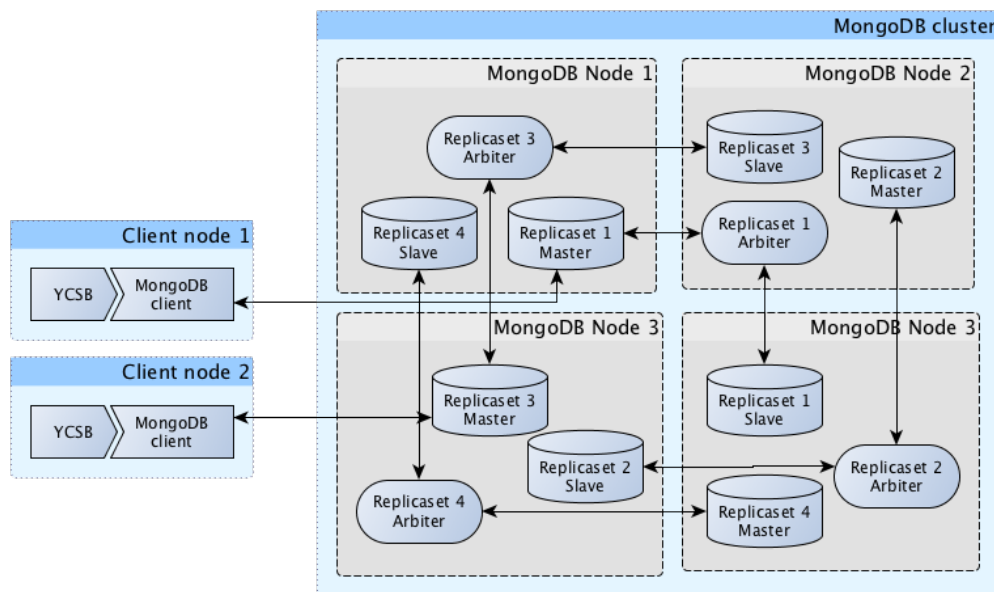 MongoDB cluster
MongoDB Node 1
Replicaset 3
Arbiter
Replicaset 4
Slave
Replicaset 1
Master
MongoDB Node 2
Replicaset 3
Slave
Replicaset 2
Master
Replicaset 1
Arbiter
Client node 1
YCSB
MongoDB
client
Client node 2
YCSB
MongoDB
client
MongoDB Node 3
Replicaset 3
Master
Replicaset 2
Slave
Replicaset 4
Arbiter
MongoDB Node 3
Replicaset 1
Slave
Replicaset 2
Arbiter
Replicaset 4
Master